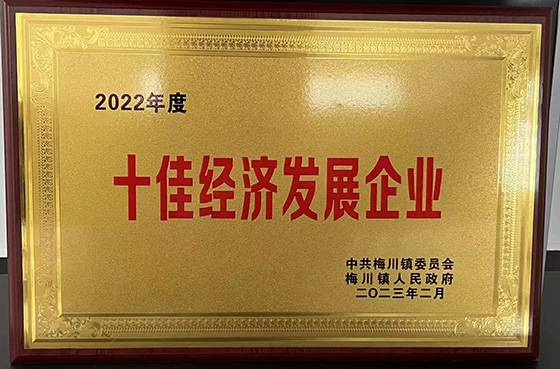 2022年度
十佳经济发展企业
中共梅川镇委员会
梅川镇人民政府
二〇二三年二月